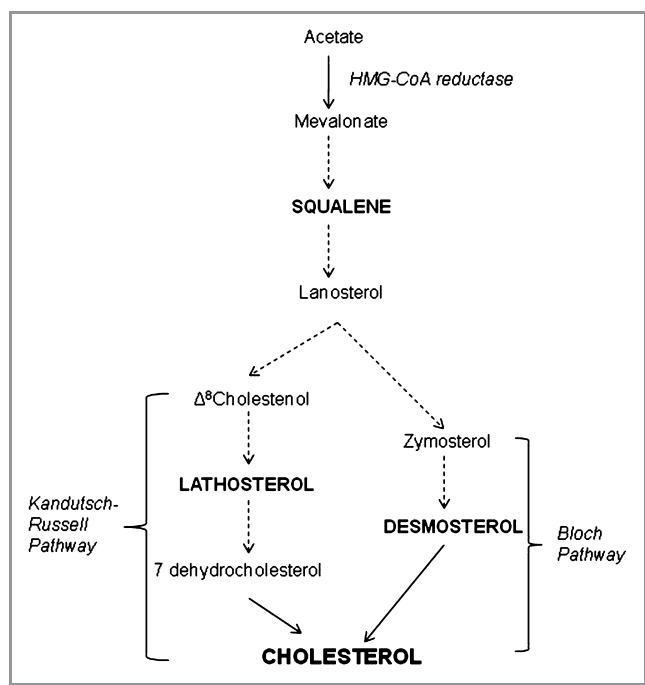 Acetate
HMG-CoA reductase
Mevalonate
SQUALENE
Lanosterol
Δ⁸Cholestenol
Zymosterol
LATHOSTEROL
Kandutsch-
Russell
Pathway
DESMOSTEROL
Bloch
Pathway
7 dehydrocholesterol
CHOLESTEROL